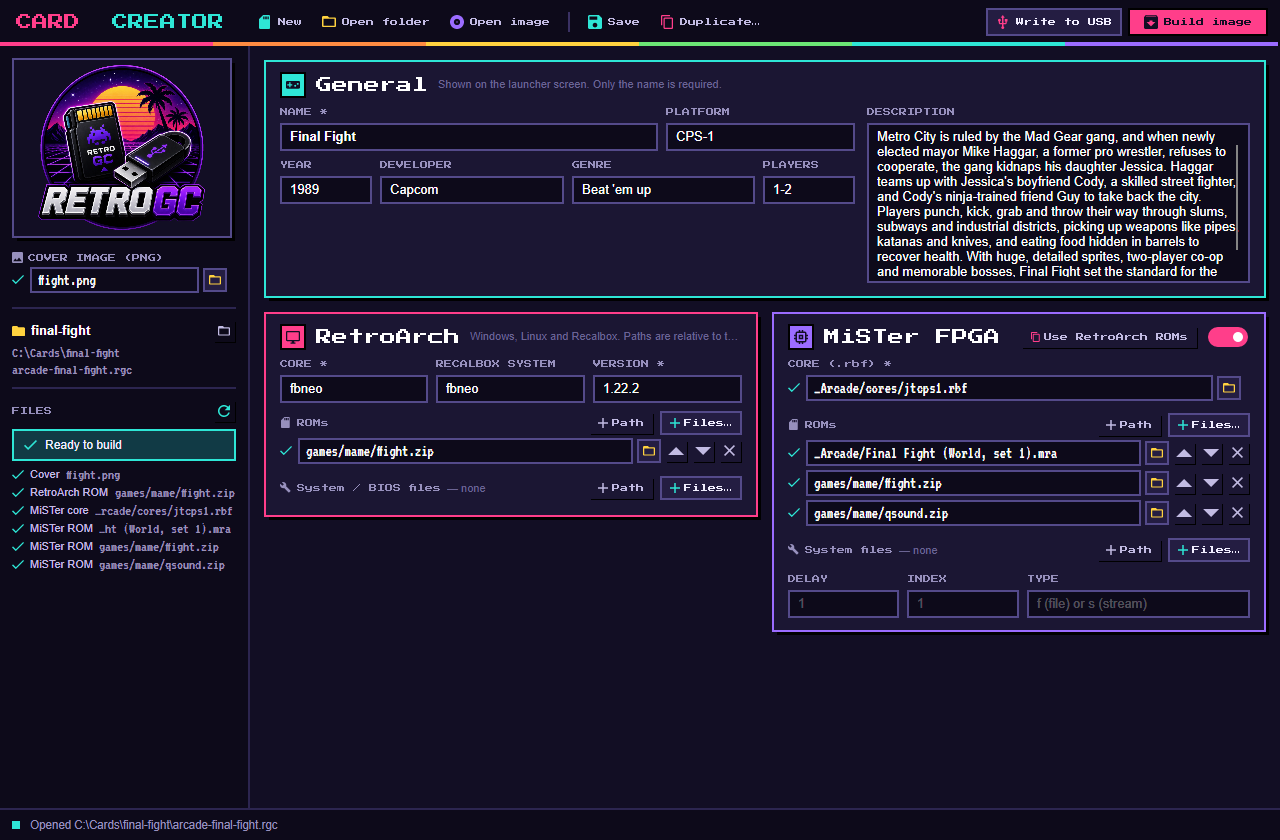 CARD CREATOR
New
Open folder
Open image
Save
Duplicate…
Write to USB
Build image
RETRO
GC
RETROGC
COVER IMAGE (PNG)
ffight.png
final-fight
C:\Cards\final-fight
arcade-final-fight.rgc
FILES
Ready to build
Cover ffight.png
RetroArch ROM games/mame/ffight.zip
MiSTer core …rcade/cores/jtcps1.rbf
MiSTer ROM …ht (World, set 1).mra
MiSTer ROM games/mame/ffight.zip
MiSTer ROM games/mame/qsound.zip
General
Shown on the launcher screen. Only the name is required.
NAME *
PLATFORM
DESCRIPTION
Final Fight
CPS-1
YEAR
DEVELOPER
GENRE
PLAYERS
1989
Capcom
Beat 'em up
1-2
Metro City is ruled by the Mad Gear gang, and when newly
elected mayor Mike Haggar, a former pro wrestler, refuses to
cooperate, the gang kidnaps his daughter Jessica. Haggar
teams up with Jessica's boyfriend Cody, a skilled street fighter,
and Cody's ninja-trained friend Guy to take back the city.
Players punch, kick, grab and throw their way through slums,
subways and industrial districts, picking up weapons like pipes
katanas and knives, and eating food hidden in barrels to
recover health. With huge, detailed sprites, two-player co-op
and memorable bosses, Final Fight set the standard for the
RetroArch
Windows, Linux and Recalbox. Paths are relative to t…
CORE *
RECALBOX SYSTEM
VERSION *
fbneo
fbneo
1.22.2
ROMs
+Path
+Files…
games/mame/ffight.zip
System / BIOS files — none
+Path
+Files…
MiSTer FPGA
Use RetroArch ROMs
CORE (.rbf) *
_Arcade/cores/jtcps1.rbf
ROMs
+Path
+Files…
_Arcade/Final Fight (World, set 1).mra
games/mame/ffight.zip
games/mame/qsound.zip
System files — none
+Path
+Files…
DELAY
INDEX
TYPE
1
1
f (file) or s (stream)
Opened C:\Cards\final-fight\arcade-final-fight.rgc